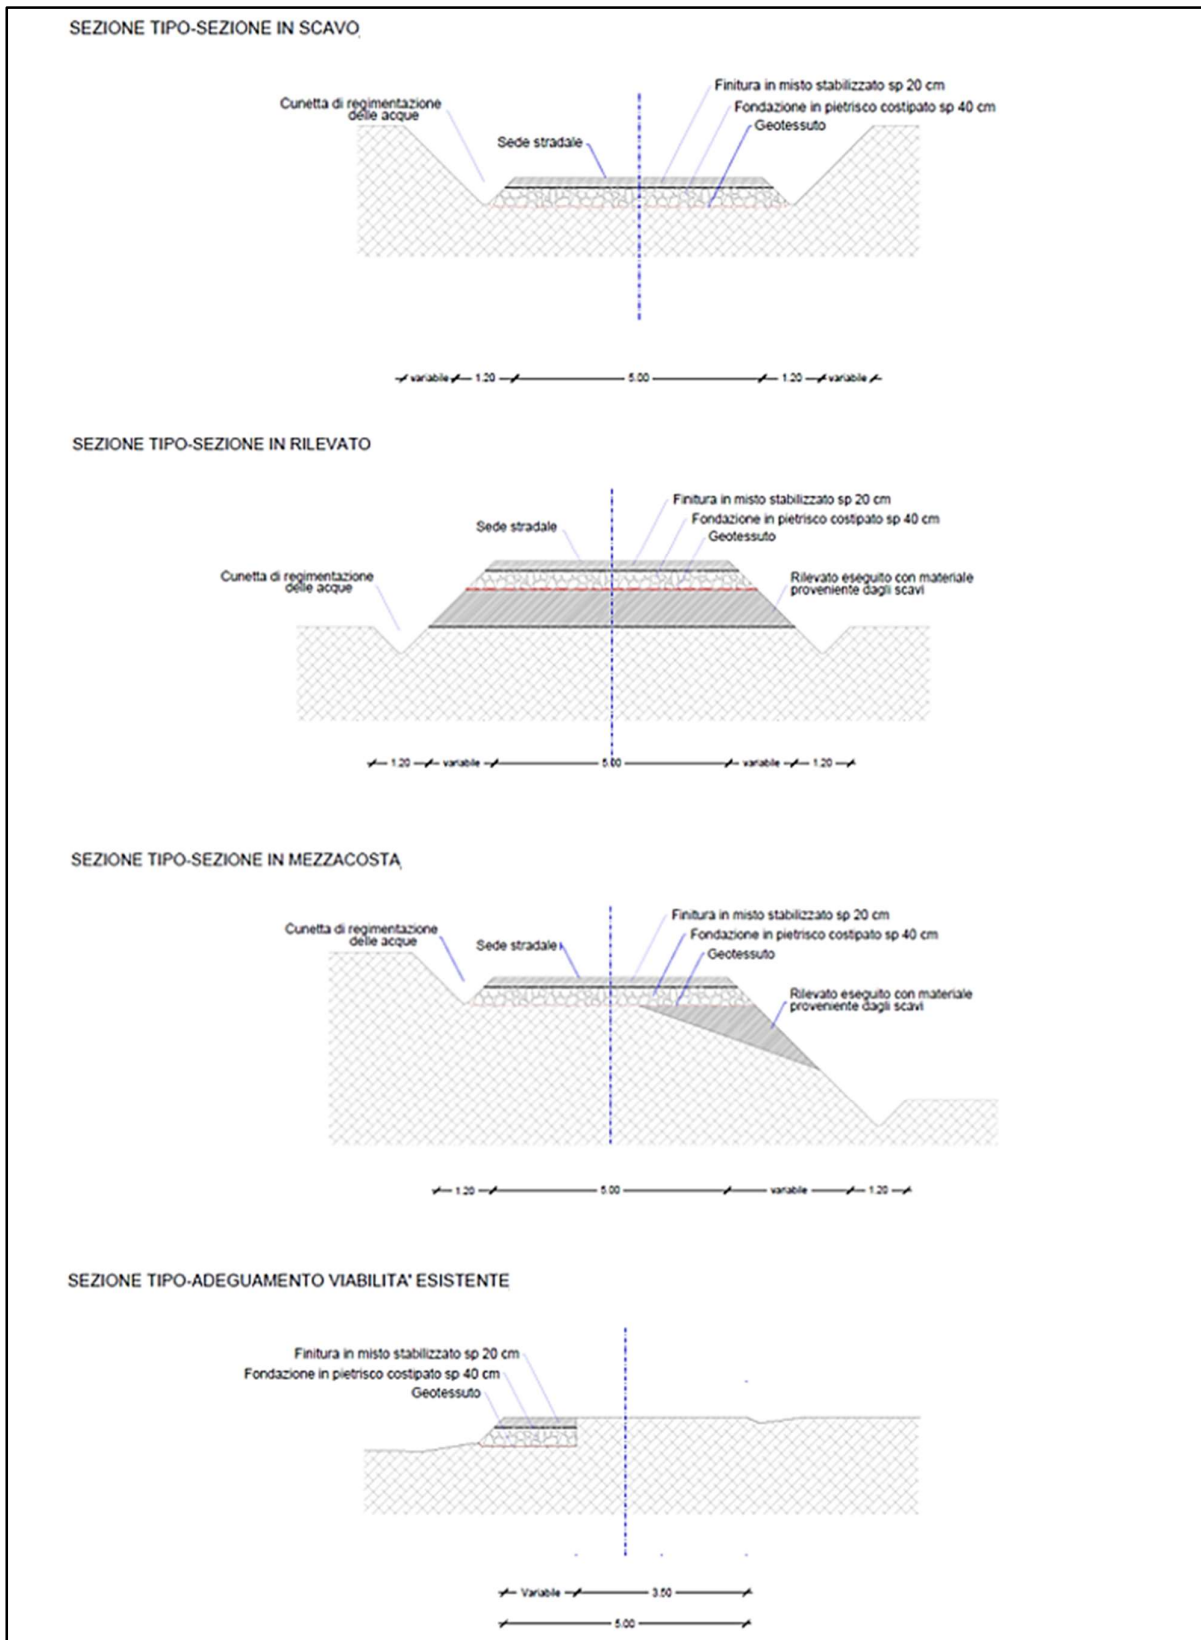 SEZIONE TIPO-SEZIONE IN SCAVO
Finitura in misto stabilizzato sp 20 cm
Cunetta di regimentazione
delle acque
Fondazione in pietrisco costipato sp 40 cm
Geotessuto
Sede stradale
variabile 1.20 5.00 1.20 variabile
SEZIONE TIPO-SEZIONE IN RILEVATO
Finitura in misto stabilizzato sp 20 cm
Sede stradale
Fondazione in pietrisco costipato sp 40 cm
Geotessuto
Cunetta di regimentazione
delle acque
Rilevato eseguito con materiale
proveniente dagli scavi
1.20 variabile 5.00 variabile 1.20
SEZIONE TIPO-SEZIONE IN MEZZACOSTA
Finitura in misto stabilizzato sp 20 cm
Cunetta di regimentazione
delle acque
Fondazione in pietrisco costipato sp 40 cm
Sede stradale
Geotessuto
Rilevato eseguito con materiale
proveniente dagli scavi
1.20 5.00 variabile 1.20
SEZIONE TIPO-ADEGUAMENTO VIABILITA' ESISTENTE
Finitura in misto stabilizzato sp 20 cm
Fondazione in pietrisco costipato sp 40 cm
Geotessuto
Variabile 3.50
5.00